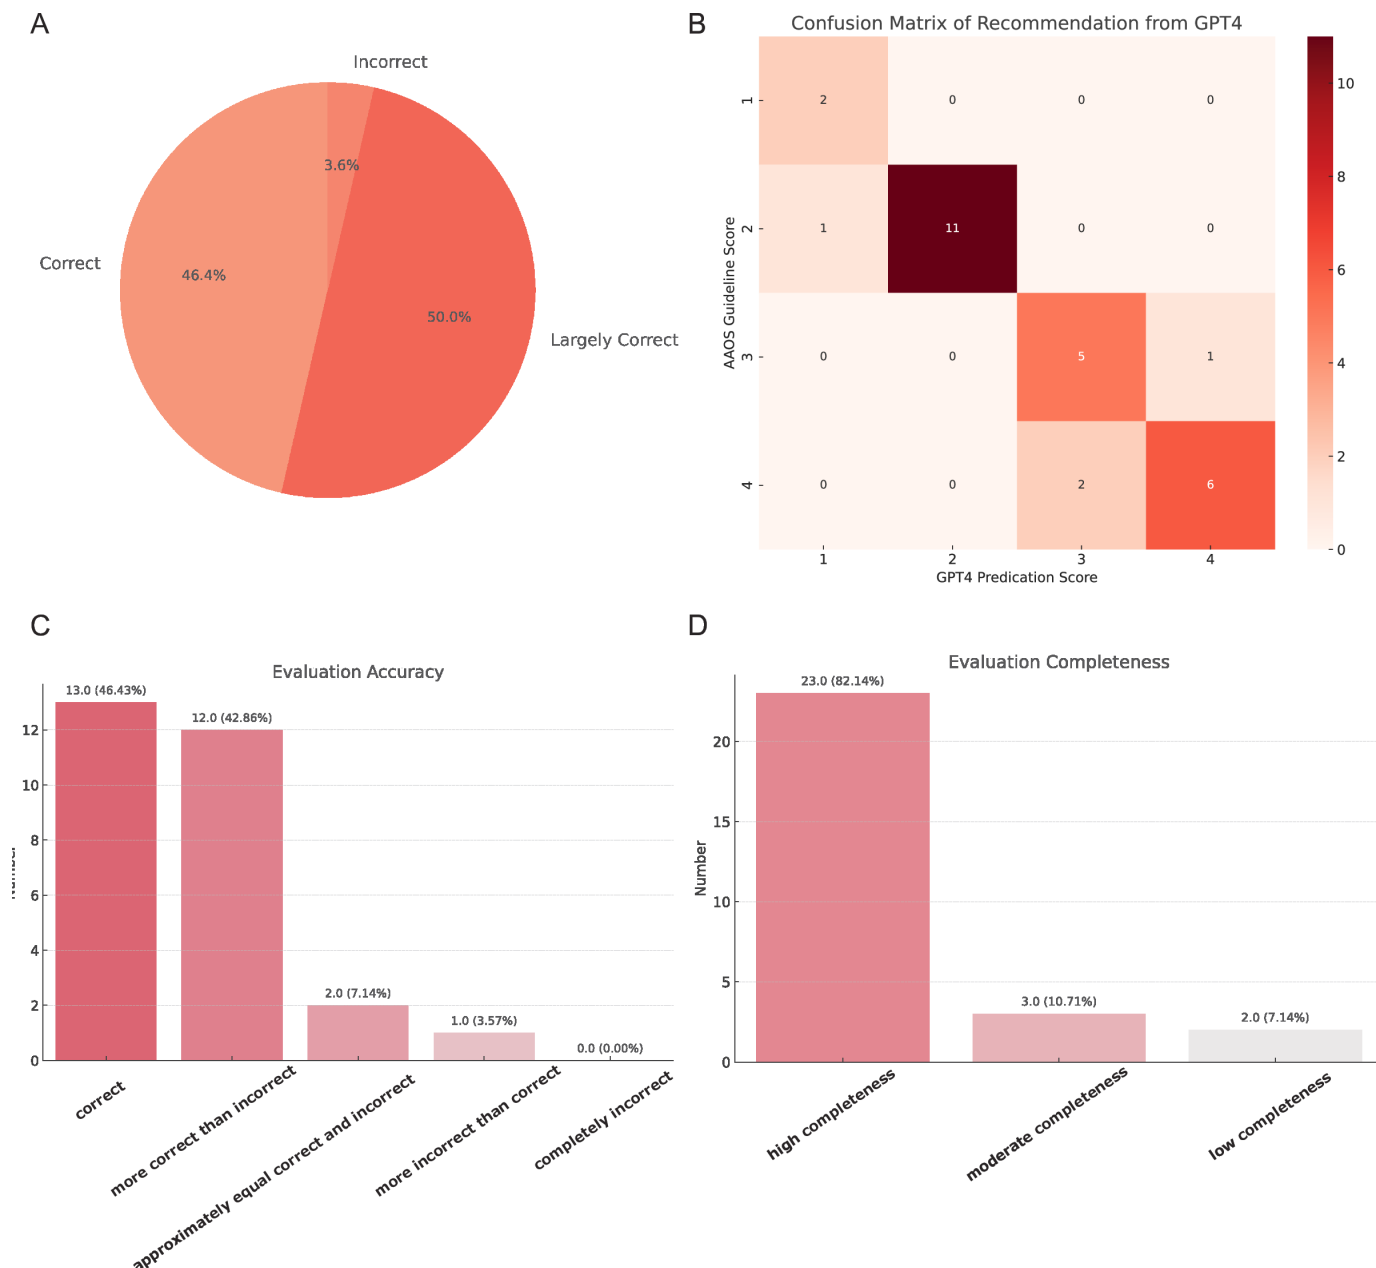 A
Incorrect
3.6%
Correct
46.4%
50.0%
Largely Correct
B
Confusion Matrix of Recommendation from GPT4
AAOS Guideline Score
1
2
0
0
0
2
1
11
0
0
3
0
0
5
1
4
0
0
2
6
1
2
3
4
GPT4 Predication Score
10
8
6
4
2
0
C
Evaluation Accuracy
Number
12
10
8
6
4
2
0
13.0 (46.43%)
12.0 (42.86%)
2.0 (7.14%)
1.0 (3.57%)
0.0 (0.00%)
correct
more correct than incorrect
approximately equal correct and incorrect
more incorrect than correct
completely incorrect
D
Evaluation Completeness
Number
20
15
10
5
0
23.0 (82.14%)
3.0 (10.71%)
2.0 (7.14%)
high completeness
moderate completeness
low completeness